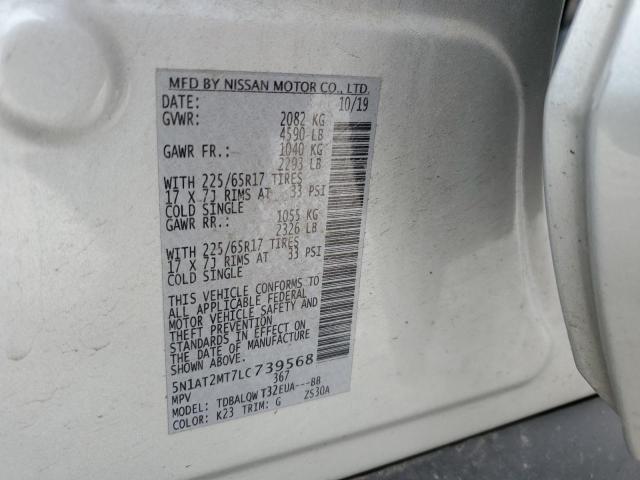 MFD BY NISSAN MOTOR CO., LTD.
DATE: 10/19
GVWR: 2082 KG
4590 LB
GAWR FR.: 1040 KG
2293 LB
WITH 225/65R17 TIRES
17 X 7J RIMS AT 33 PSI
COLD SINGLE
GAWR RR.: 1055 KG
2326 LB
WITH 225/65R17 TIRES
17 X 7J RIMS AT 33 PSI
COLD SINGLE
THIS VEHICLE CONFORMS TO
ALL APPLICABLE FEDERAL
MOTOR VEHICLE SAFETY AND
THEFT PREVENTION
STANDARDS IN EFFECT ON
THE DATE OF MANUFACTURE
SHOWN ABOVE.
5N1AT2MT7LC739568
MPV 367
MODEL: TDBALQWT32EUA---BB
COLOR: K23 TRIM: G ZS30A